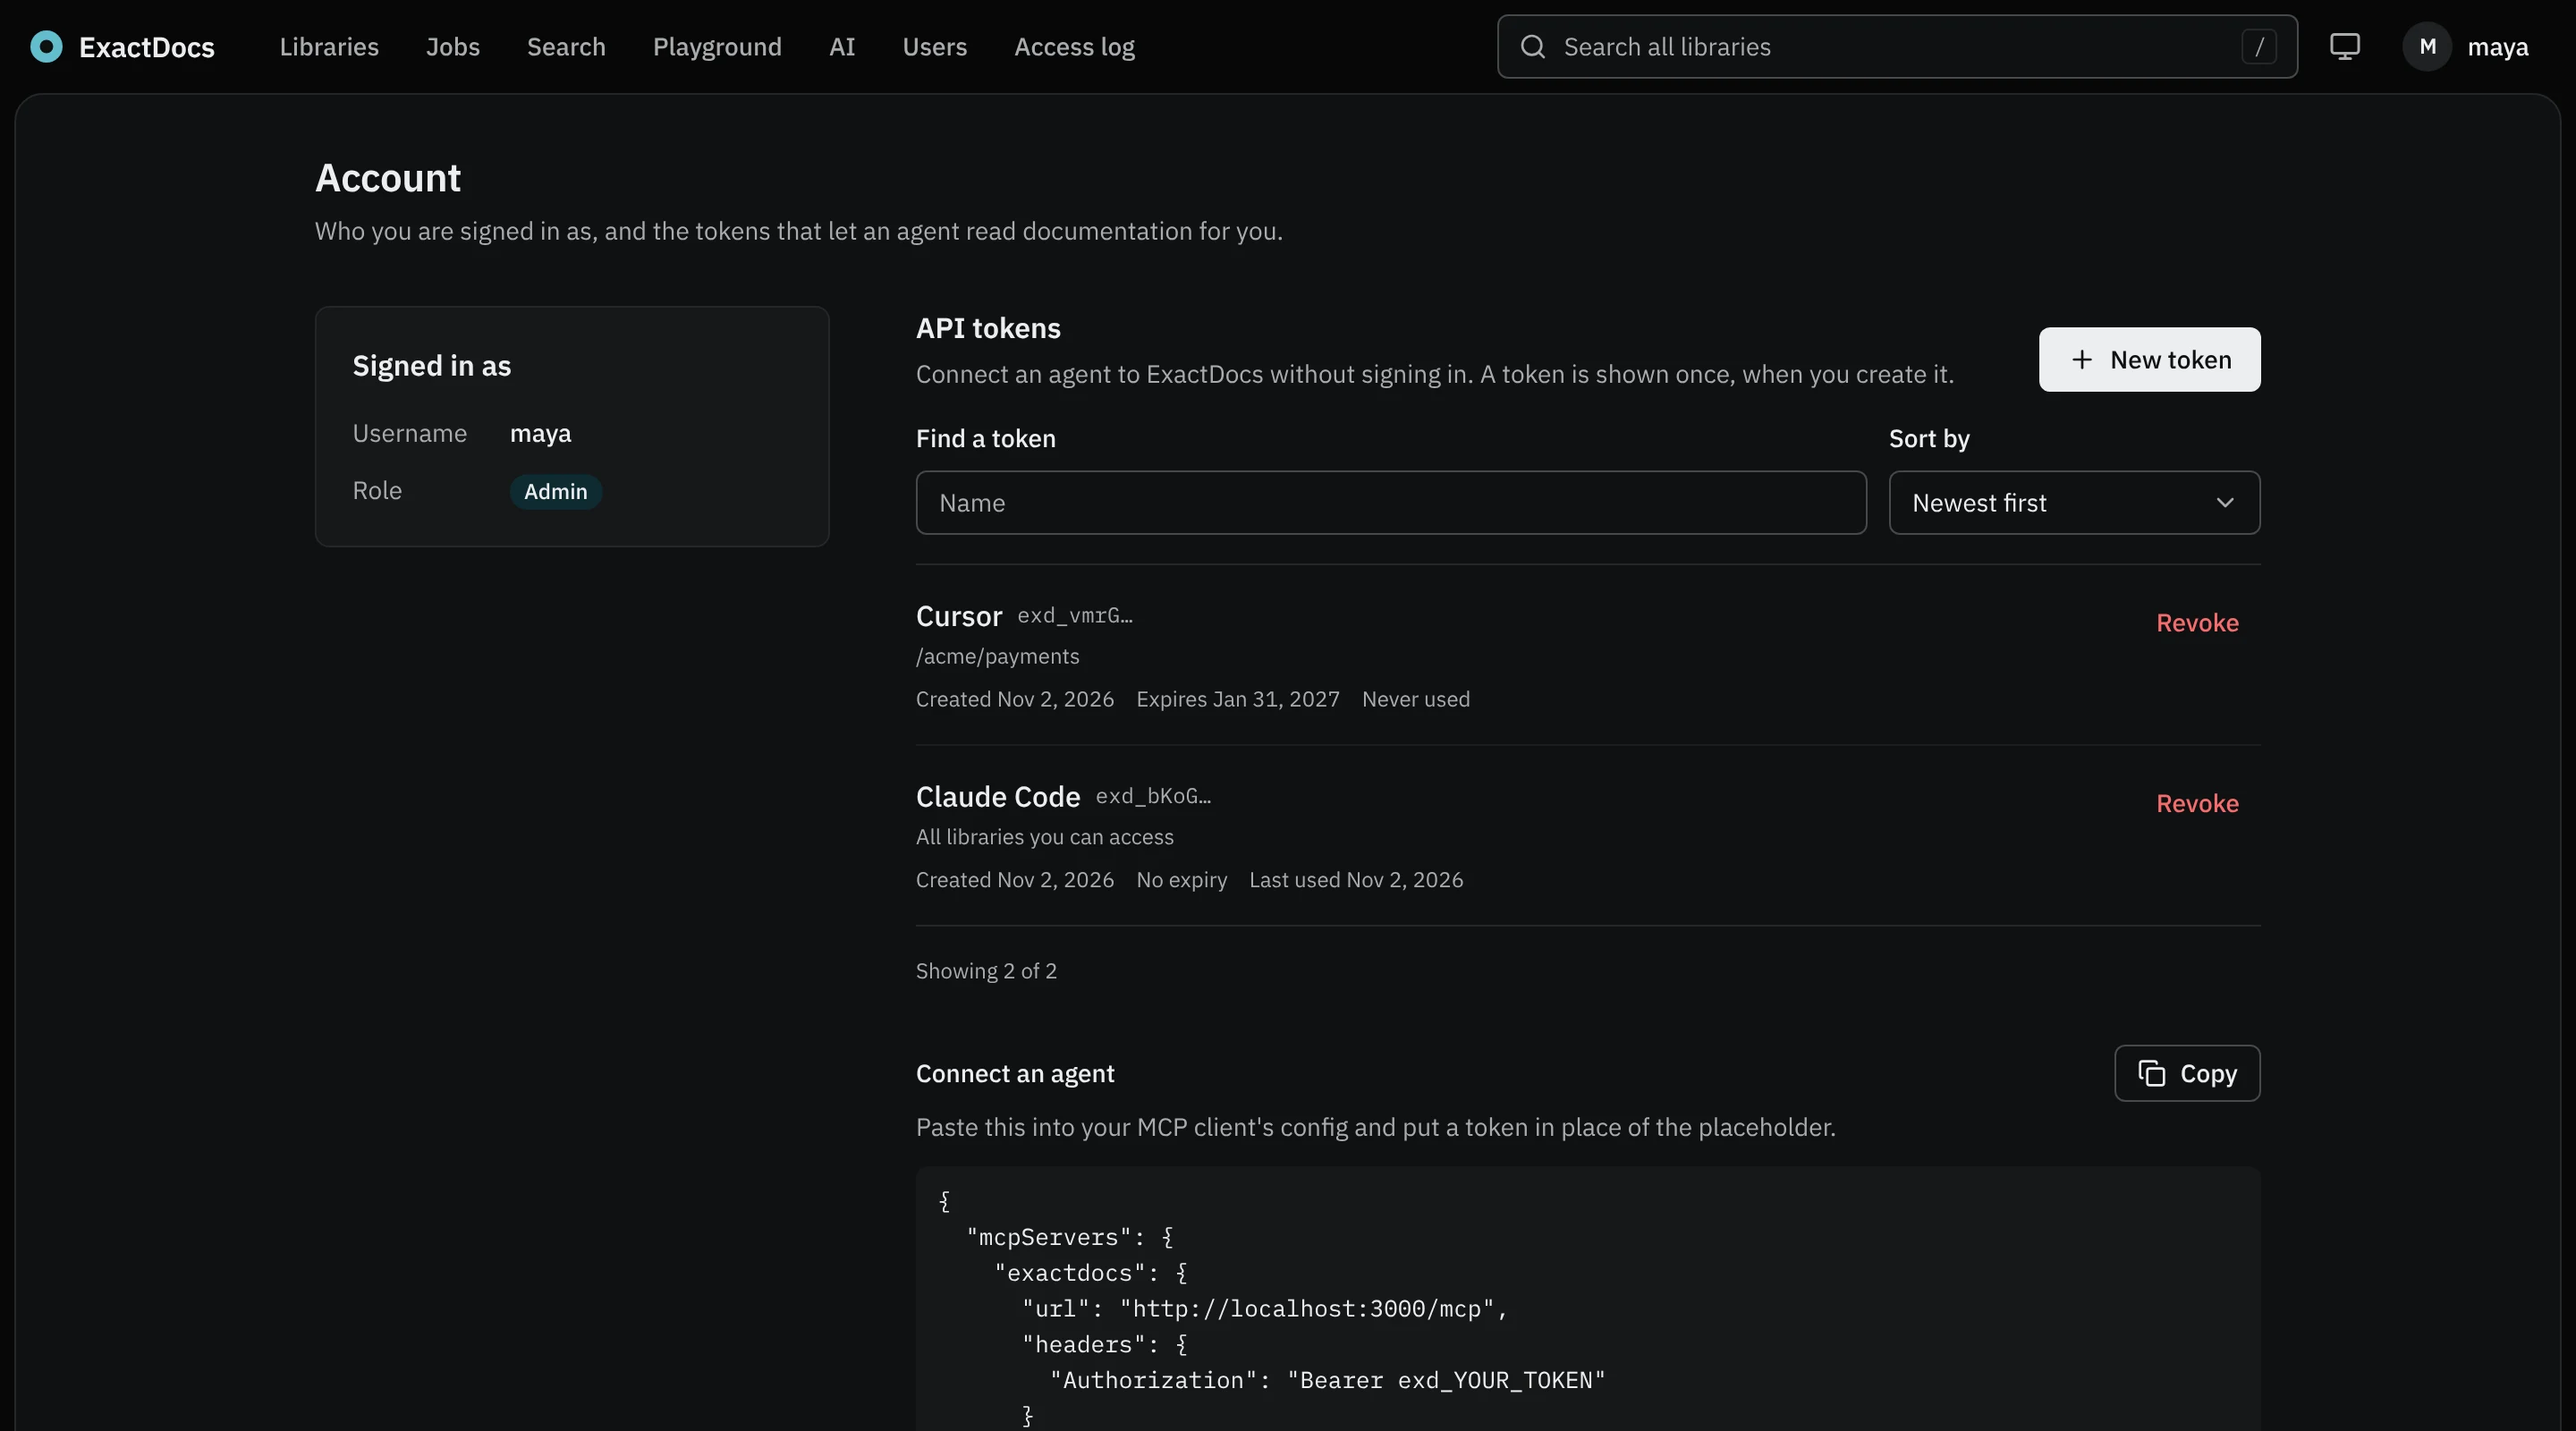 ExactDocs Libraries Jobs Search Playground AI Users Access log Search all libraries / M maya
Account
Who you are signed in as, and the tokens that let an agent read documentation for you.
Signed in as
Username maya
Role Admin
API tokens
Connect an agent to ExactDocs without signing in. A token is shown once, when you create it.
New token
Find a token
Name
Sort by
Newest first
Cursor exd_vmrG…
Revoke
/acme/payments
Created Nov 2, 2026 Expires Jan 31, 2027 Never used
Claude Code exd_bKoG…
Revoke
All libraries you can access
Created Nov 2, 2026 No expiry Last used Nov 2, 2026
Showing 2 of 2
Connect an agent
Copy
Paste this into your MCP client's config and put a token in place of the placeholder.
{
"mcpServers": {
"exactdocs": {
"url": "http://localhost:3000/mcp",
"headers": {
"Authorization": "Bearer exd_YOUR_TOKEN"
}